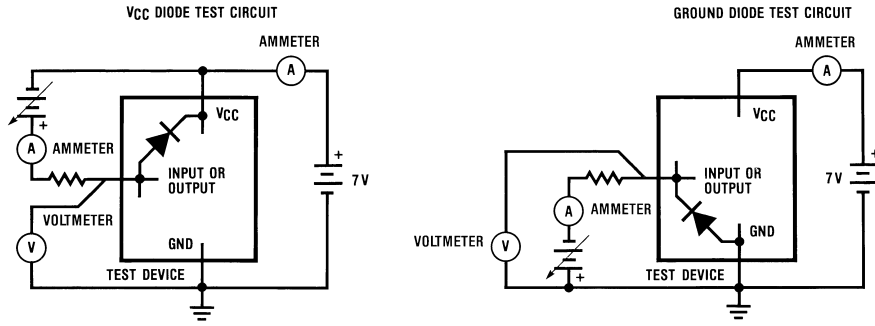 VCC DIODE TEST CIRCUIT
AMMETER
A
+
A
AMMETER
VCC
INPUT OR
OUTPUT
+
7 V
VOLTMETER
V
GND
TEST DEVICE
GROUND DIODE TEST CIRCUIT
AMMETER
A
VCC
INPUT OR
OUTPUT
+
7V
A
AMMETER
VOLTMETER
V
+
GND
TEST DEVICE